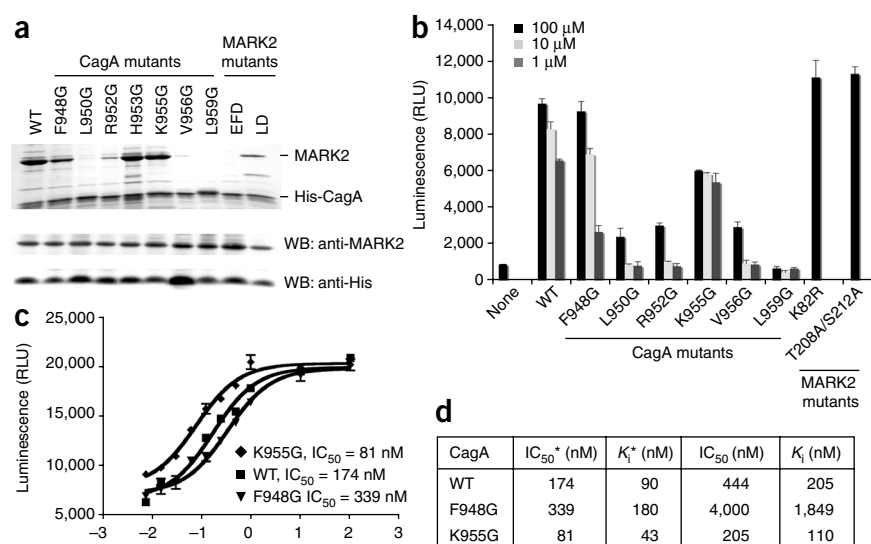 a
CagA mutants
MARK2
mutants
WT
F948G
L950G
R952G
H953G
K955G
V956G
L959G
EFD
LD
MARK2
His-CagA
WB: anti-MARK2
WB: anti-His
b
14,000
12,000
10,000
8,000
6,000
4,000
2,000
0
Luminescence (RLU)
100 µM
10 µM
1 µM
None
WT
F948G
L950G
R952G
K955G
V956G
L959G
K82R
T208A/S212A
CagA mutants
MARK2
mutants
c
25,000
20,000
15,000
10,000
5,000
Luminescence (RLU)
K955G, IC50 = 81 nM
WT, IC50 = 174 nM
F948G IC50 = 339 nM
–3 –2 –1 0 1 2 3
d
CagA IC50* (nM) Ki* (nM) IC50 (nM) Ki (nM)
WT 174 90 444 205
F948G 339 180 4,000 1,849
K955G 81 43 205 110